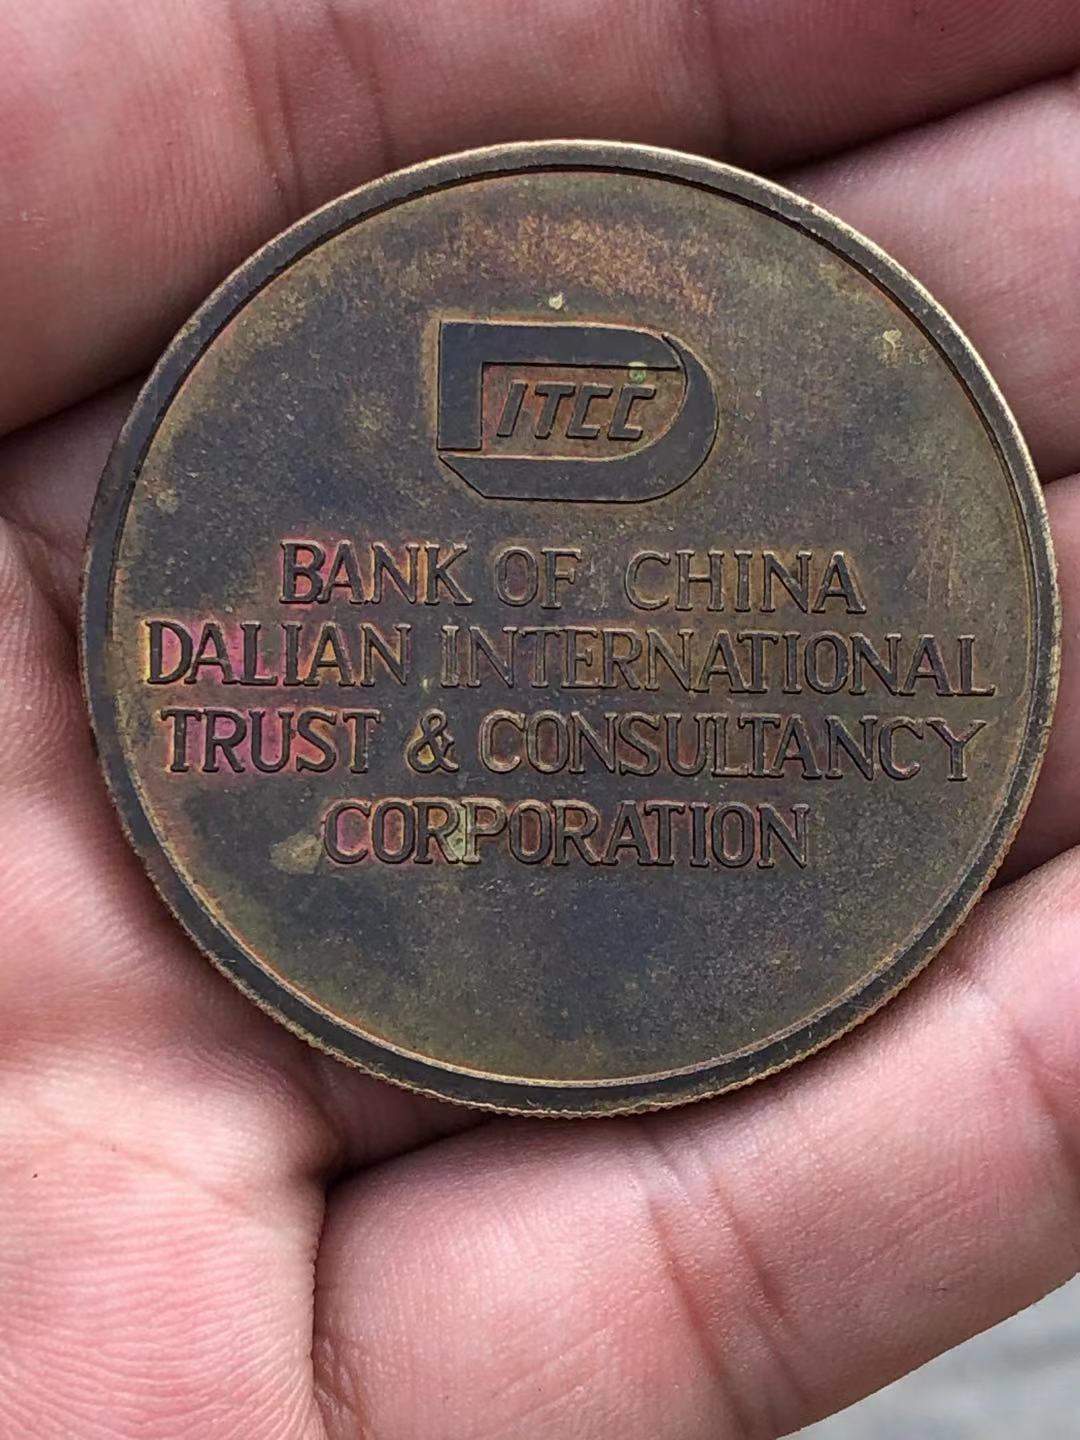 DITCC
BANK OF CHINA
DALIAN INTERNATIONAL
TRUST & CONSULTANCY
CORPORATION